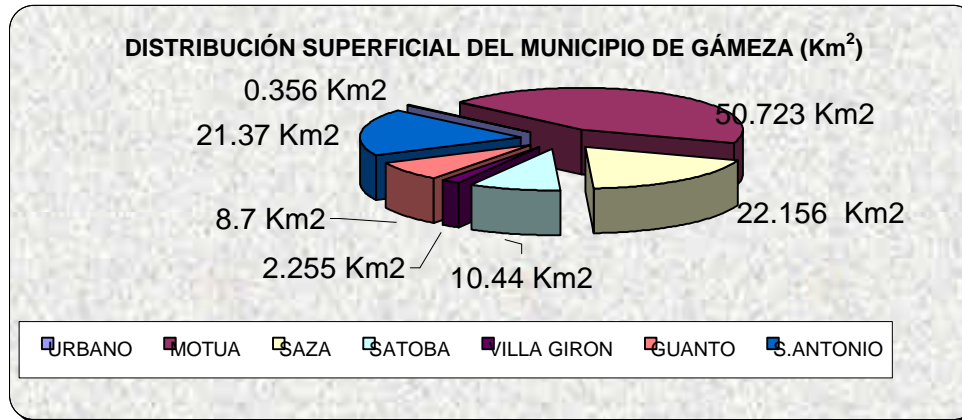 DISTRIBUCIÓN SUPERFICIAL DEL MUNICIPIO DE GÁMEZA (Km²)
0.356 Km2
50.723 Km2
21.37 Km2
22.156 Km2
8.7 Km2
2.255 Km2
10.44 Km2
URBANO MOTUA SAZA SATOBA VILLA GIRON GUANTO S.ANTONIO